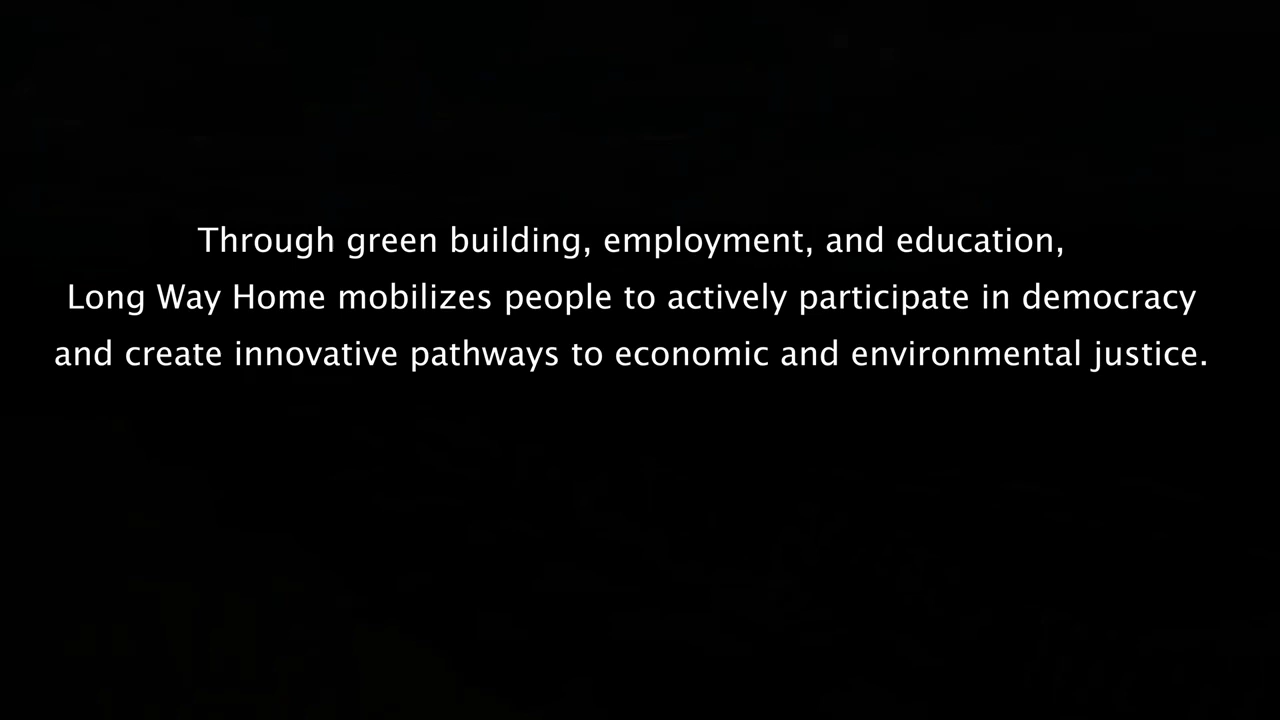 Through green building, employment, and education,
Long Way Home mobilizes people to actively participate in democracy
and create innovative pathways to economic and environmental justice.